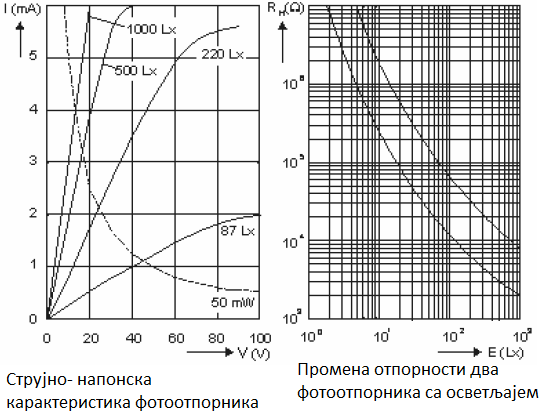 I (mA)
5
4
3
2
1
0
1000 Lx
500 Lx
220 Lx
87 Lx
50 mW
0 20 40 60 80 100
V (V)
Струјно- напонска
карактеристика фотоотпорника
R H (Ω)
10⁶
10⁵
10⁴
10³
10⁰ 10¹ 10² 10³
E (Lx)
Промена отпорности два
фотоотпорника са осветљајем